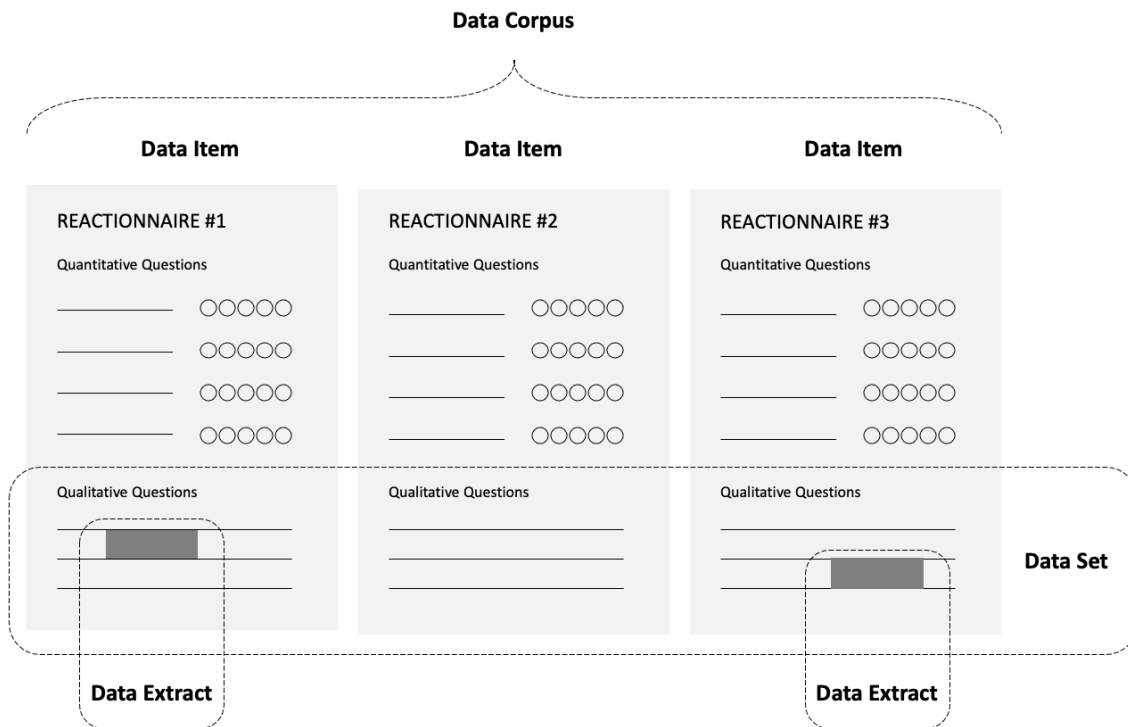 Data Corpus
Data Item
Data Item
Data Item
REACTIONNAIRE #1
REACTIONNAIRE #2
REACTIONNAIRE #3
Quantitative Questions
Quantitative Questions
Quantitative Questions
Qualitative Questions
Qualitative Questions
Qualitative Questions
Data Set
Data Extract
Data Extract